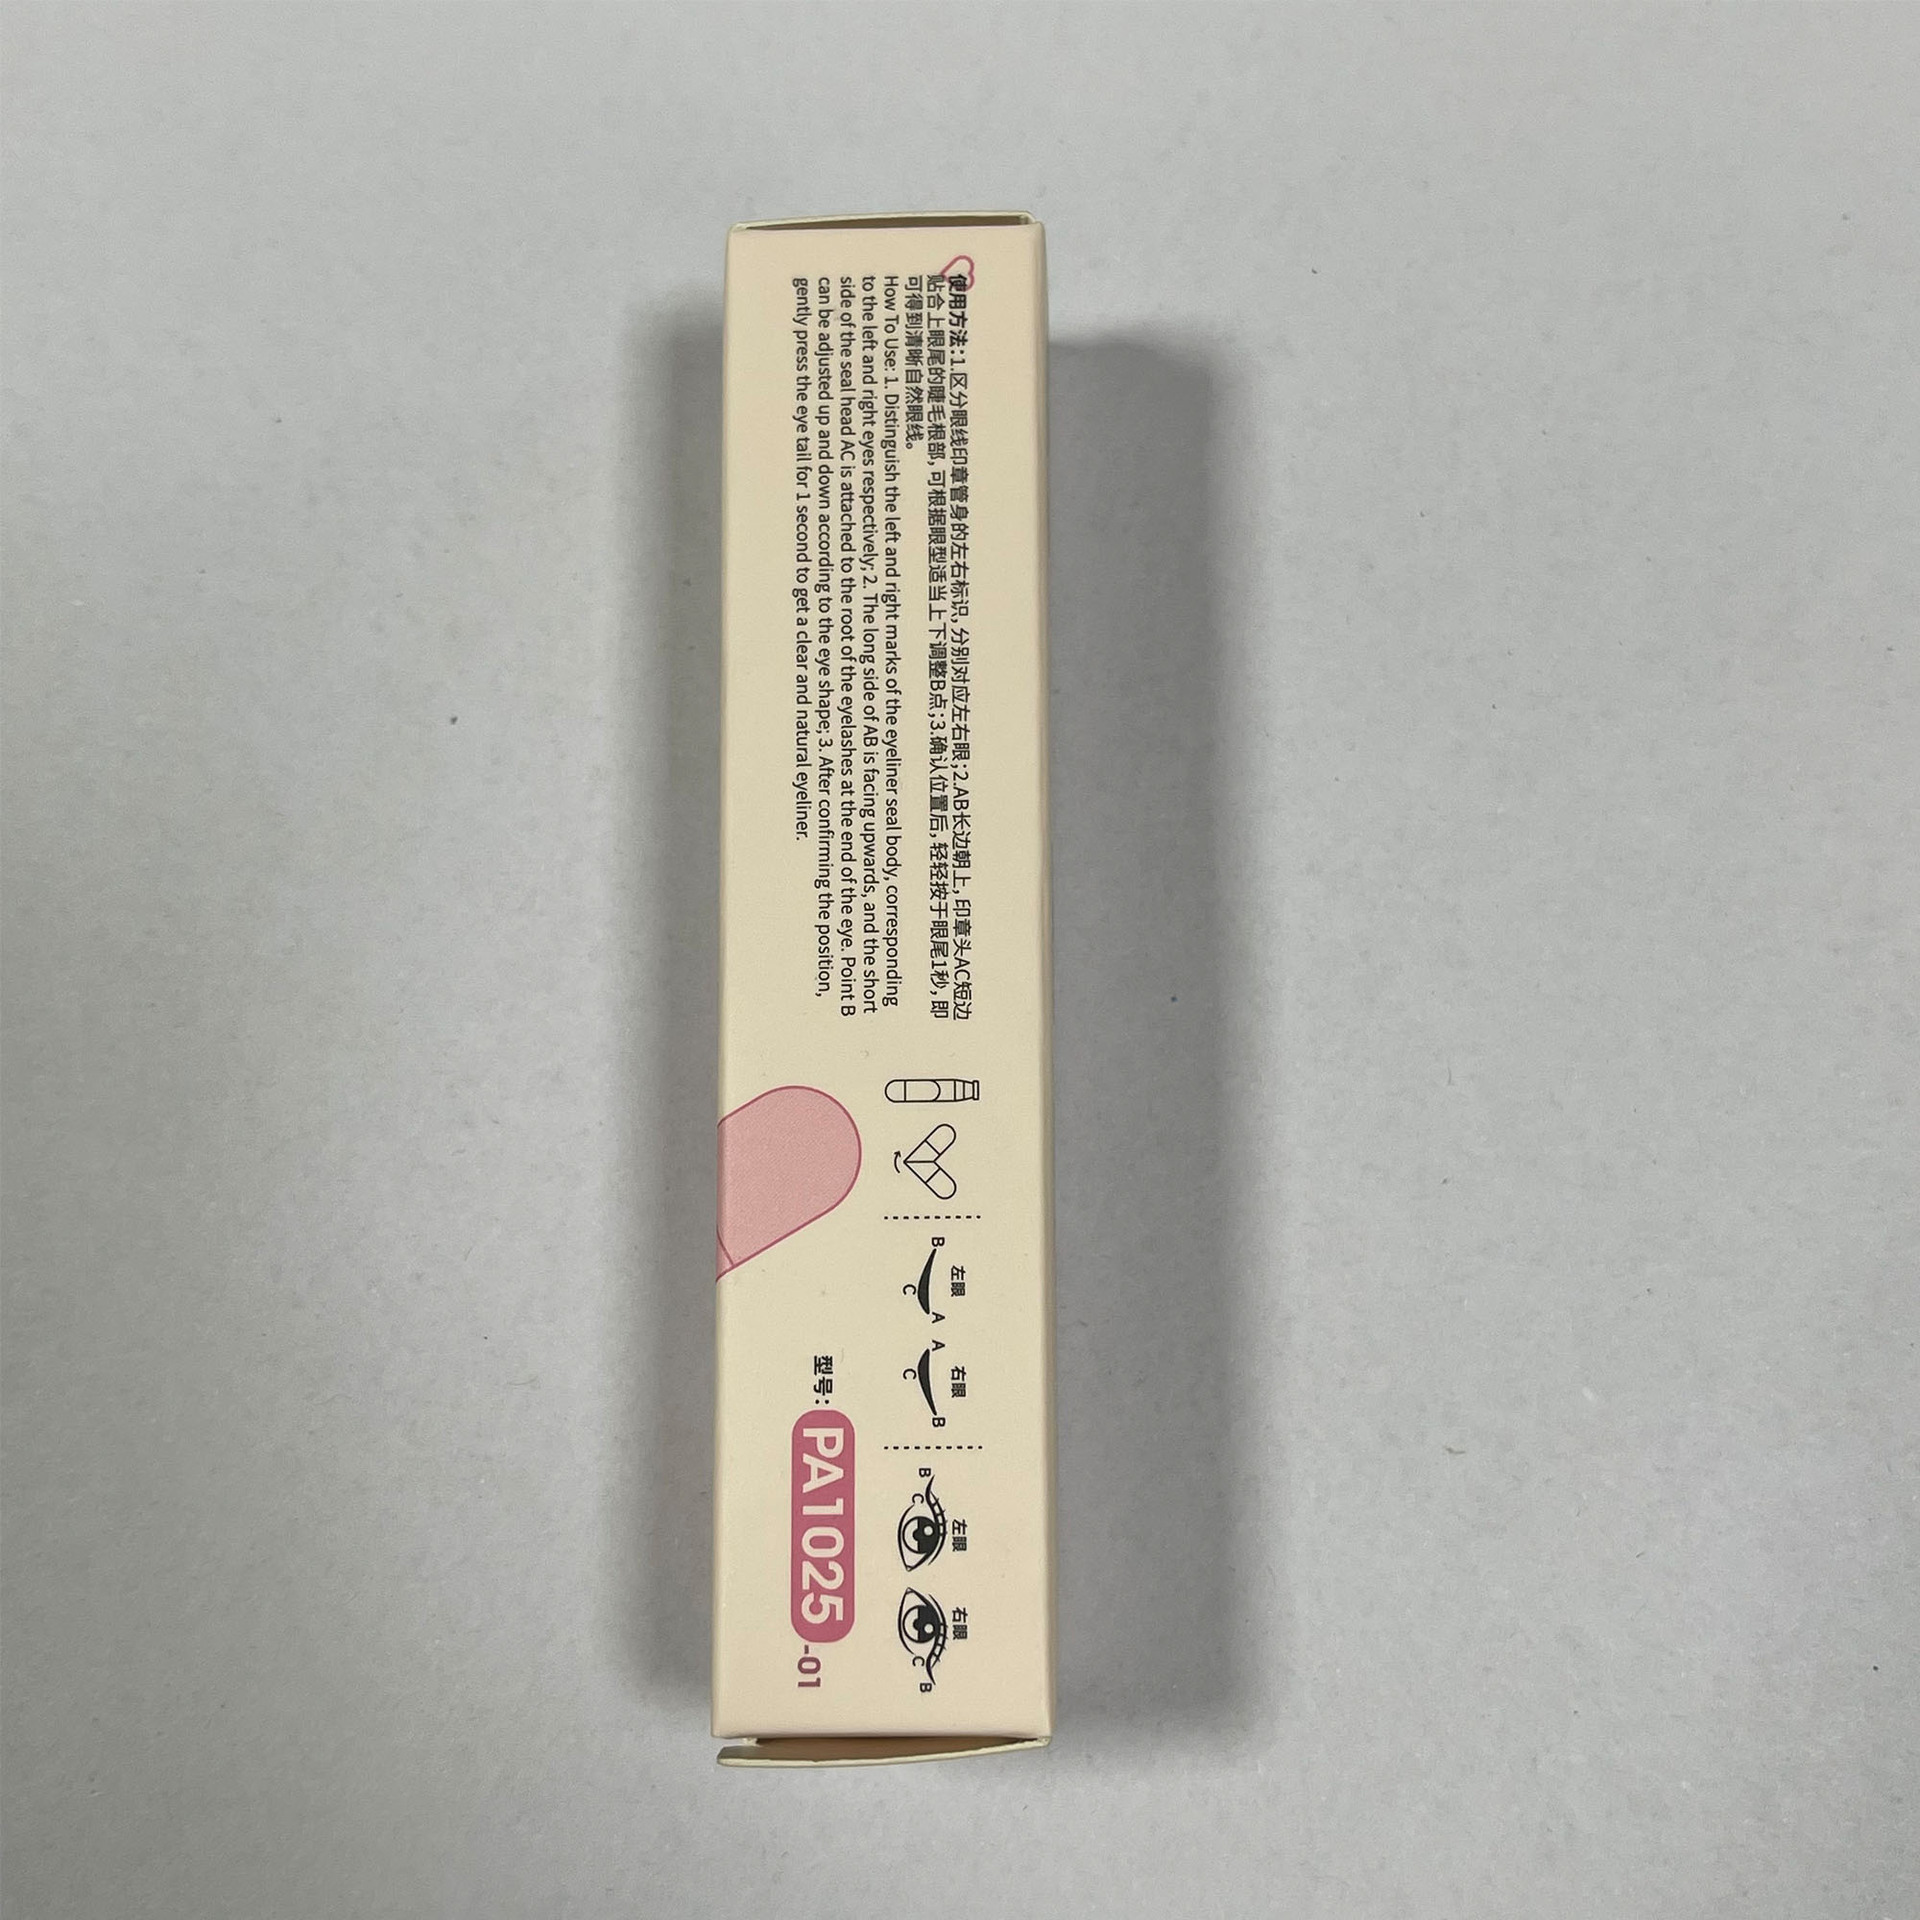 使用方法:1.区分眼线印章管身的左右标识,分别对应左右眼;2.AB长边朝上,印章头AC短边
贴合上眼尾的睫毛根部,可根据眼型适当上下调整B点;3.确认位置后,轻轻按于眼尾1秒,即
可得到清晰自然眼线。
How To Use: 1. Distinguish the left and right marks of the eyeliner seal body, corresponding
to the left and right eyes respectively; 2. The long side of AB is facing upwards, and the short
side of the seal head AC is attached to the root of the eyelashes at the end of the eye. Point B
can be adjusted up and down according to the eye shape; 3. After confirming the position,
gently press the eye tail for 1 second to get a clear and natural eyeliner.
左眼
B
A
C
右眼
A
B
C
左眼
B
C
右眼
C
B
型号: PA1025-01